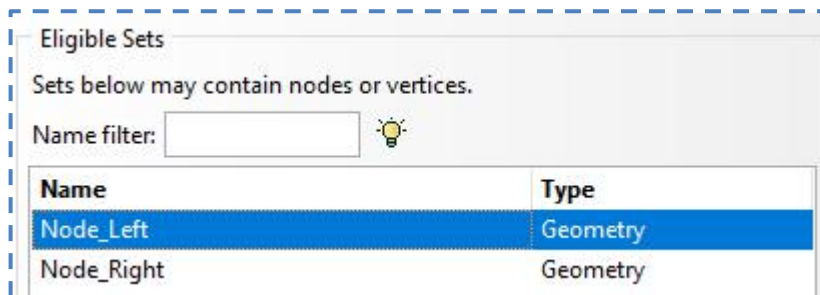 Eligible Sets
Sets below may contain nodes or vertices.
Name filter:
Name Type
Node_Left Geometry
Node_Right Geometry